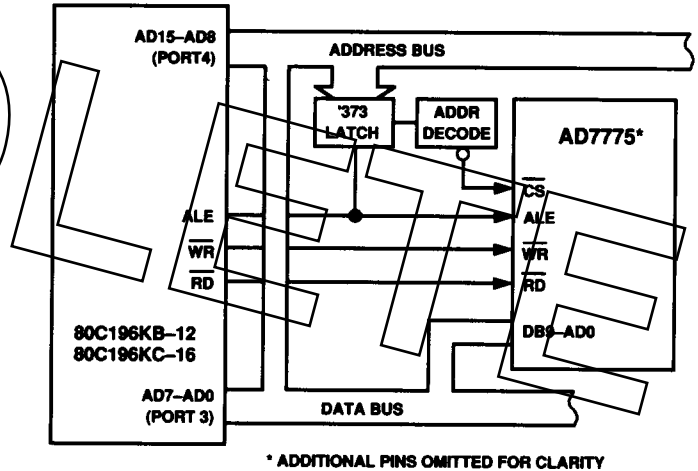 AD15–AD8
(PORT4)
ADDRESS BUS
'373
LATCH
ADDR
DECODE
AD7775*
CS
ALE
ALE
WR
WR
RD
RD
DB9–AD0
80C196KB–12
80C196KC–16
AD7–AD0
(PORT 3)
DATA BUS
* ADDITIONAL PINS OMITTED FOR CLARITY